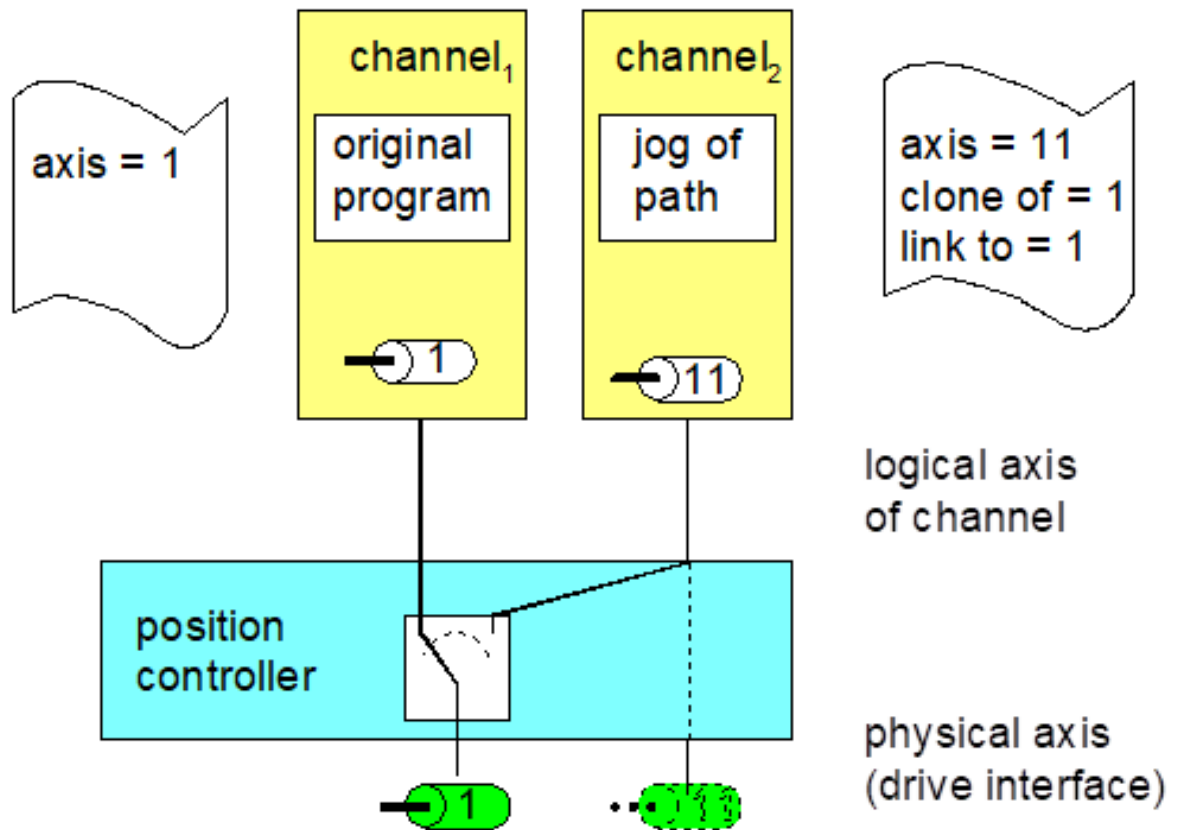 channel1
channel2
axis = 1
original
program
jog of
path
axis = 11
clone of = 1
link to = 1
1
11
logical axis
of channel
position
controller
physical axis
(drive interface)
1
11